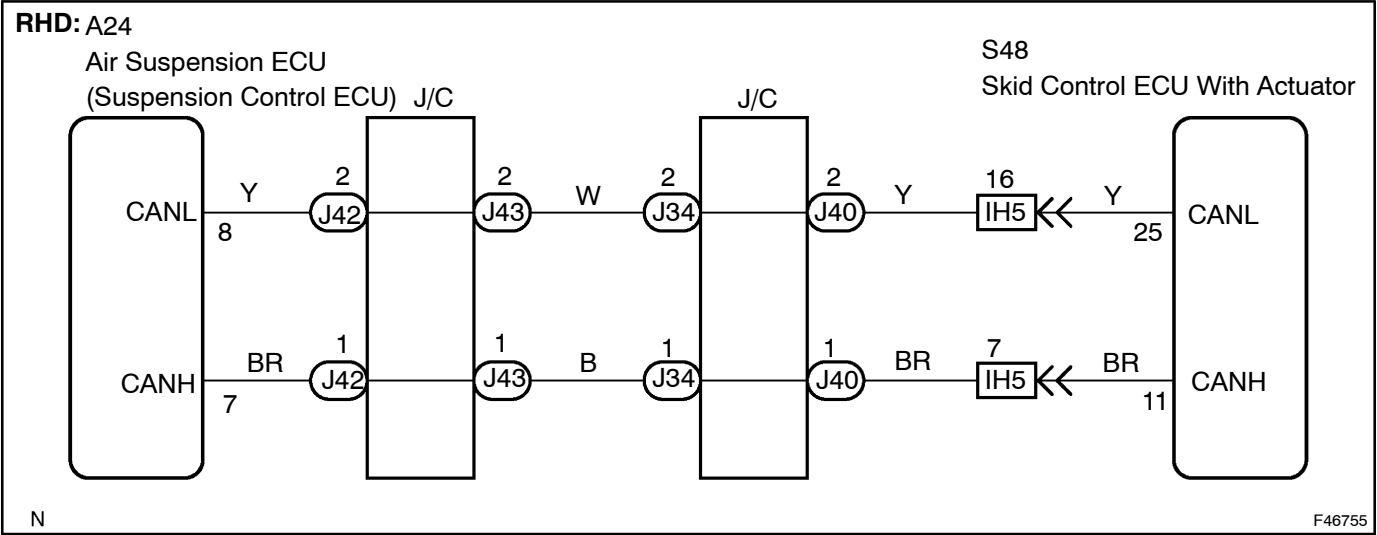 RHD: A24
Air Suspension ECU
(Suspension Control ECU) J/C
J/C
S48
Skid Control ECU With Actuator
CANL
8
Y
2
J42
2
J43
W
2
J34
2
J40
Y
16
IH5
Y
25
CANL
CANH
7
BR
1
J42
1
J43
B
1
J34
1
J40
BR
7
IH5
BR
11
CANH
N
F46755